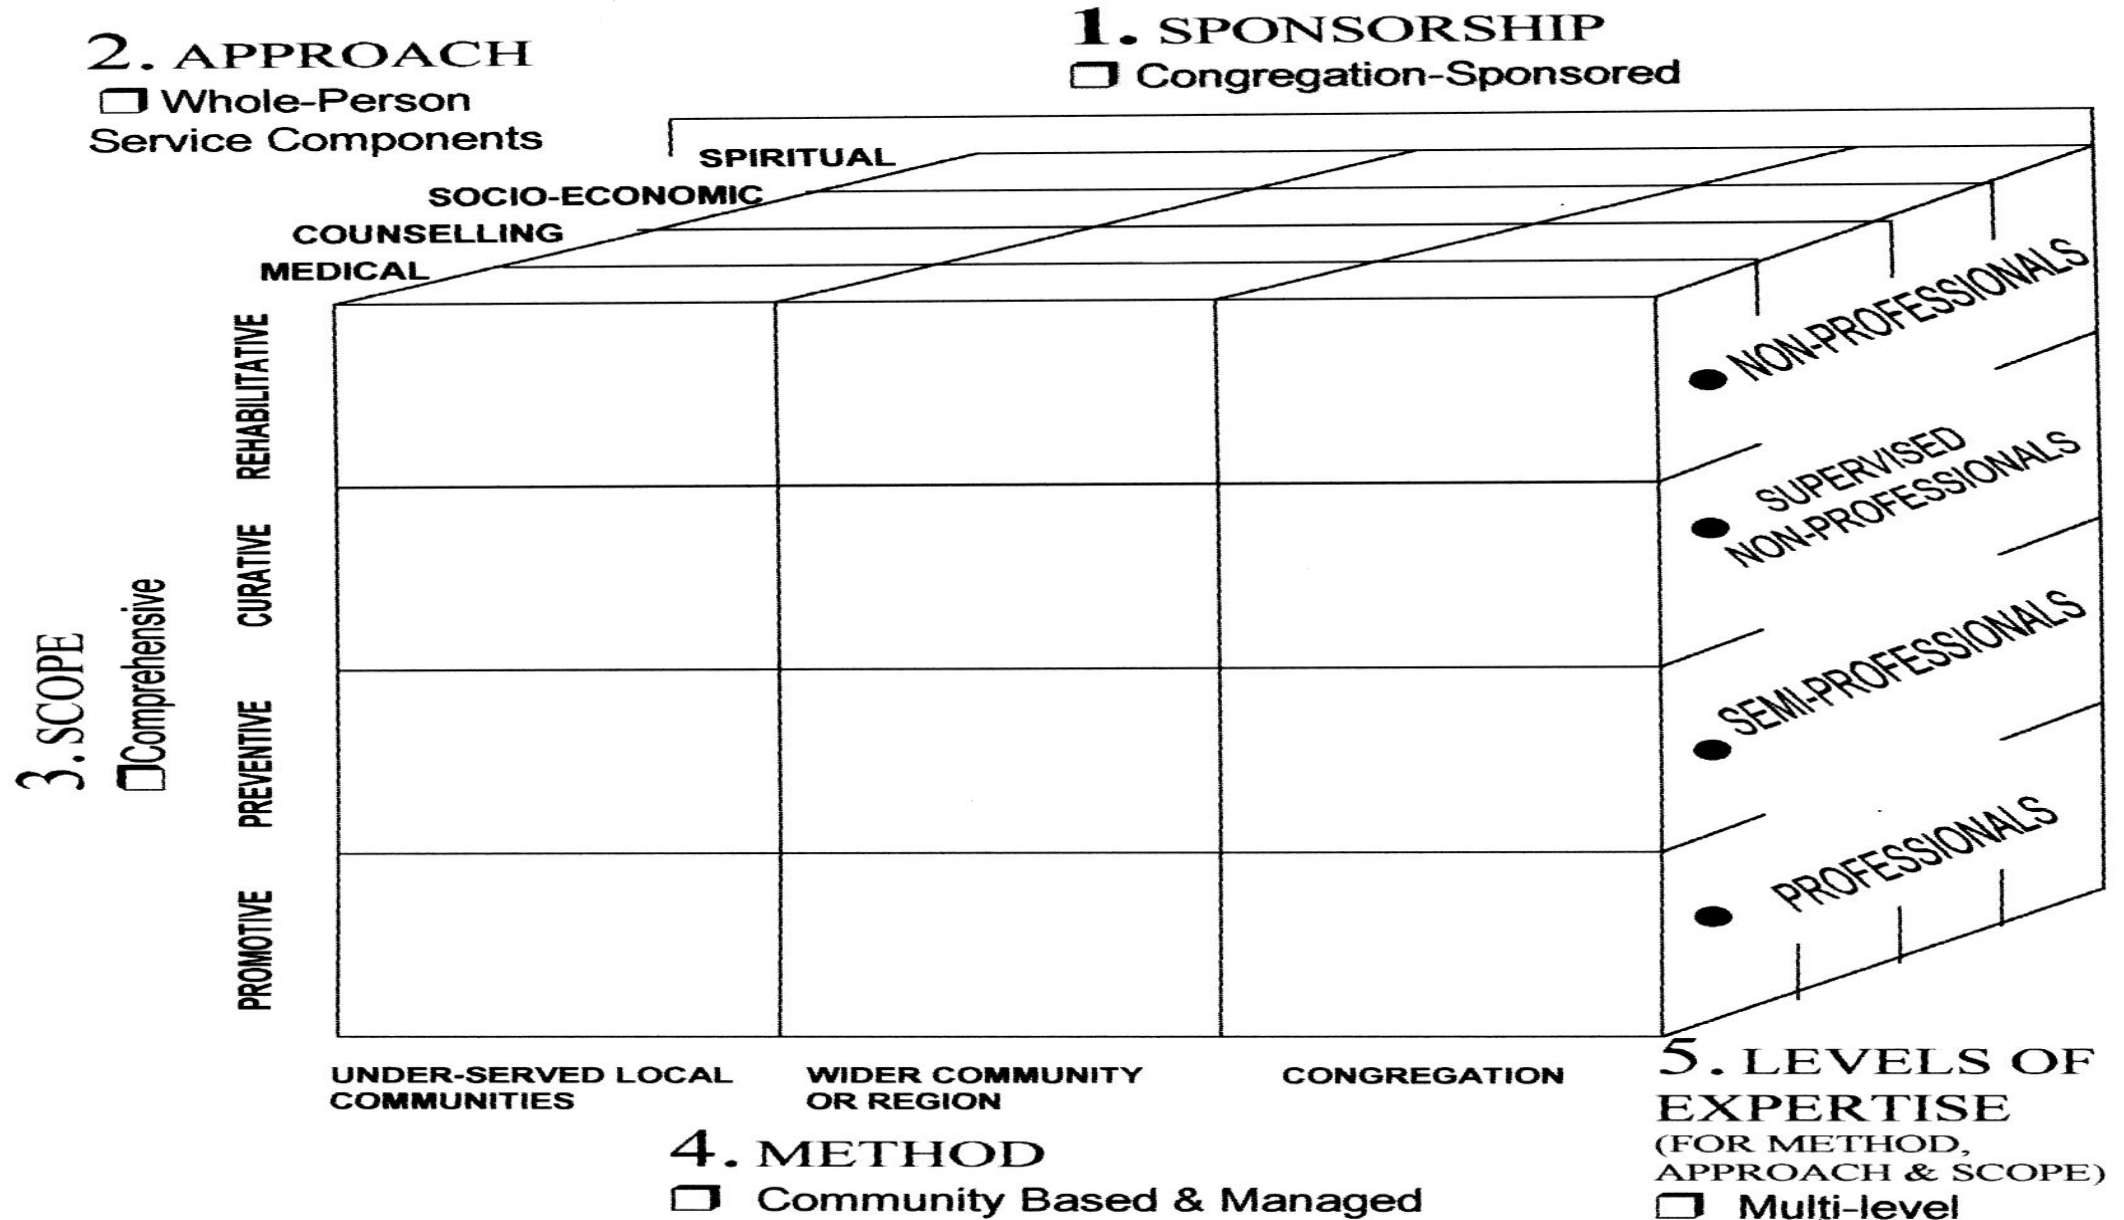 1. SPONSORSHIP
❒ Congregation-Sponsored
2. APPROACH
❒ Whole-Person
Service Components
SPIRITUAL
SOCIO-ECONOMIC
COUNSELLING
MEDICAL
3. SCOPE
❒Comprehensive
REHABILITATIVE
CURATIVE
PREVENTIVE
PROMOTIVE
● NON-PROFESSIONALS
● SUPERVISED
NON-PROFESSIONALS
● SEMI-PROFESSIONALS
● PROFESSIONALS
UNDER-SERVED LOCAL
COMMUNITIES
WIDER COMMUNITY
OR REGION
CONGREGATION
4. METHOD
❒ Community Based & Managed
5. LEVELS OF
EXPERTISE
(FOR METHOD,
APPROACH & SCOPE)
❒ Multi-level